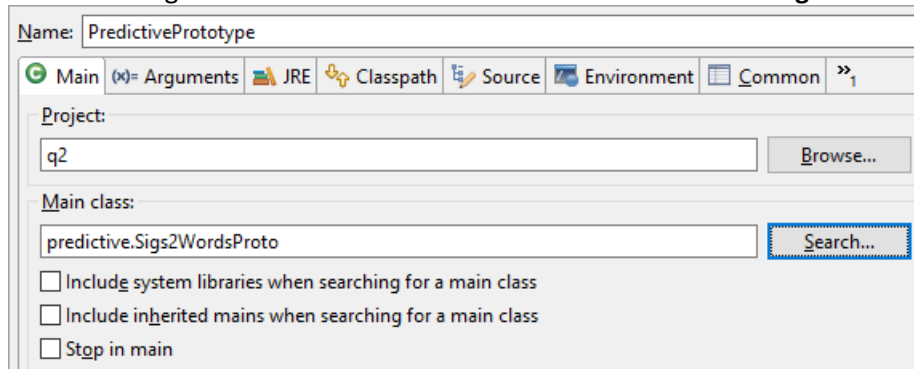 Name: PredictivePrototype
Main (x)= Arguments JRE Classpath Source Environment Common »1
Project:
q2 Browse...
Main class:
predictive.Sigs2WordsProto Search...
Include system libraries when searching for a main class
Include inherited mains when searching for a main class
Stop in main